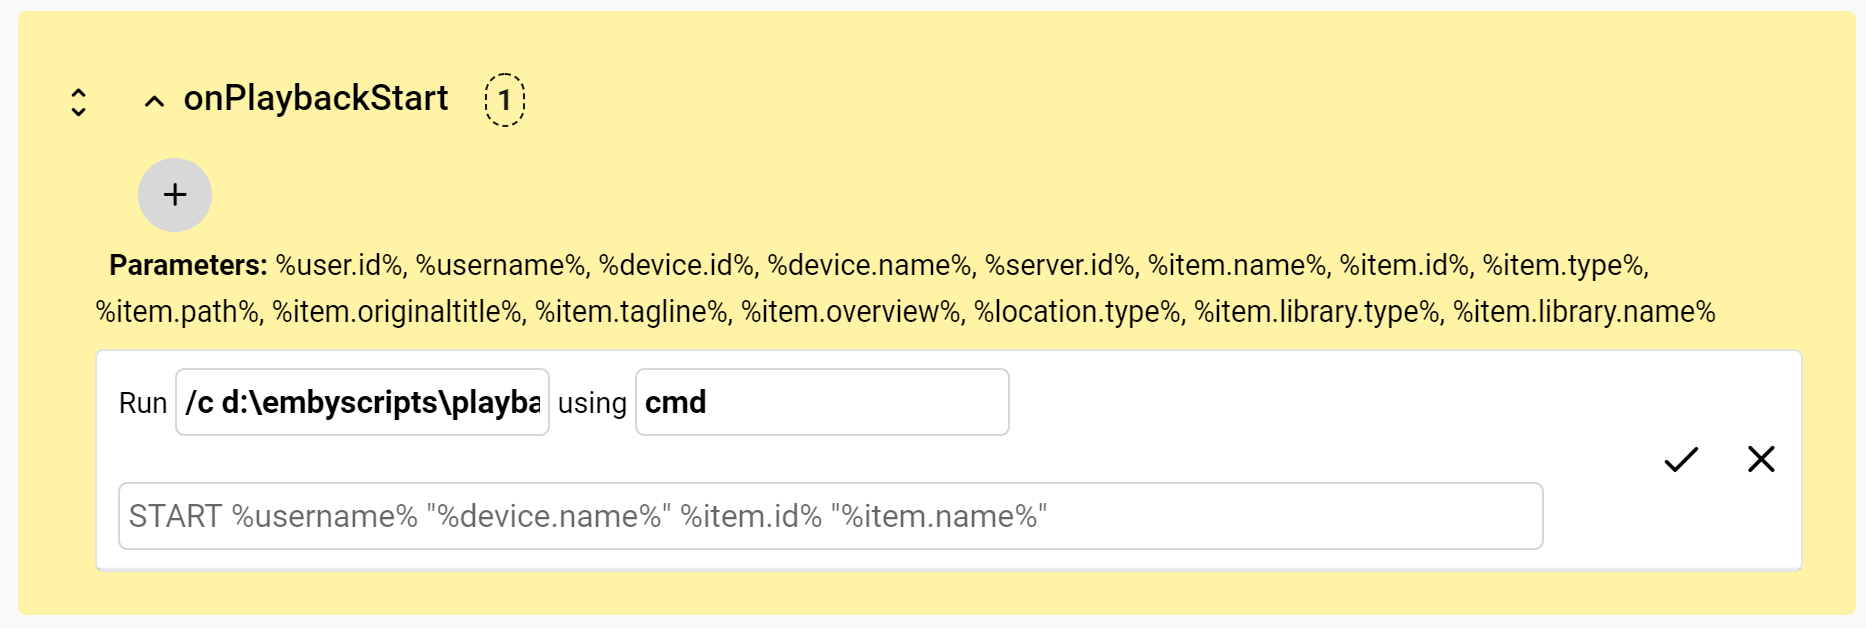 onPlaybackStart 1
+
Parameters: %user.id%, %username%, %device.id%, %device.name%, %server.id%, %item.name%, %item.id%, %item.type%,
%item.path%, %item.originaltitle%, %item.tagline%, %item.overview%, %location.type%, %item.library.type%, %item.library.name%
Run /c d:\embyscripts\playba using cmd
START %username% "%device.name%" %item.id% "%item.name%"